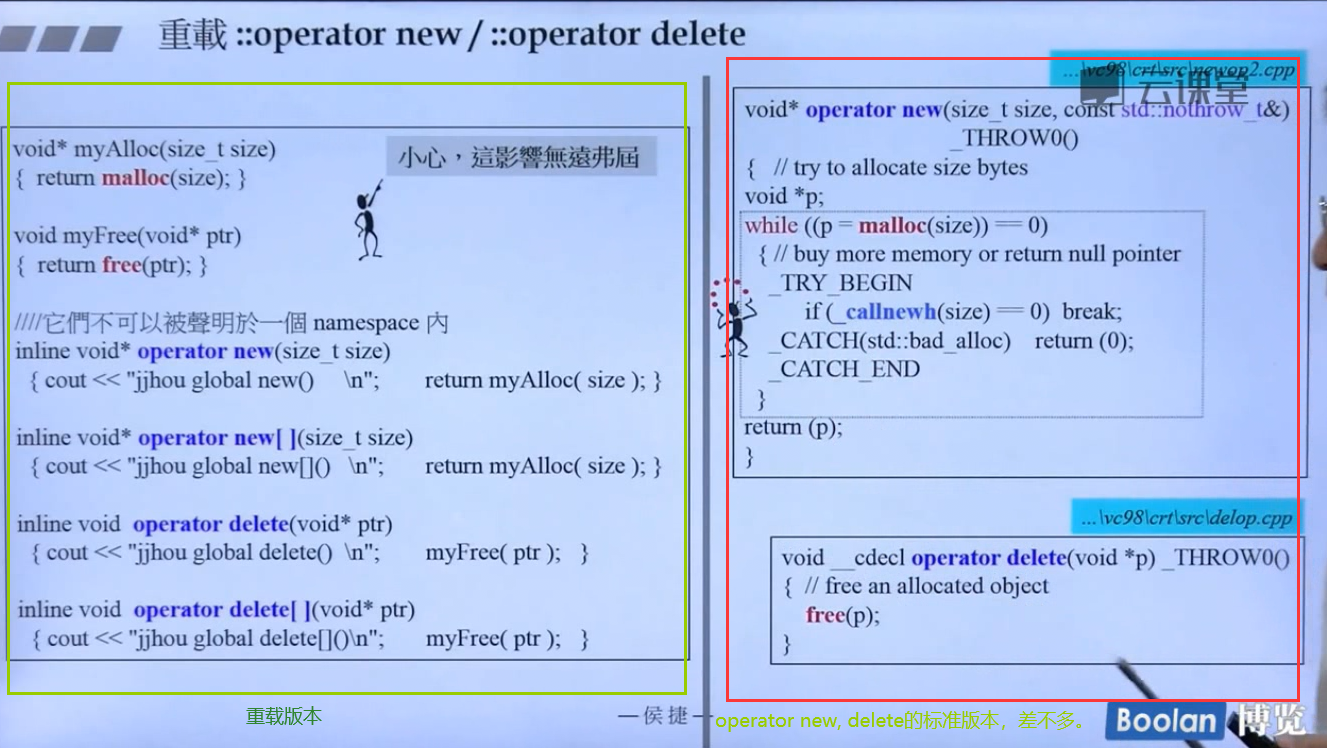 重載 ::operator new / ::operator delete
void* myAlloc(size_t size)
{ return malloc(size); }
void myFree(void* ptr)
{ return free(ptr); }
小心，這影響無遠弗屆
////它們不可以被聲明於一個 namespace 內
inline void* operator new(size_t size)
{ cout << "jjhou global new() \n"; return myAlloc( size ); }
inline void* operator new[ ](size_t size)
{ cout << "jjhou global new[]() \n"; return myAlloc( size ); }
inline void operator delete(void* ptr)
{ cout << "jjhou global delete() \n"; myFree( ptr ); }
inline void operator delete[ ](void* ptr)
{ cout << "jjhou global delete[]()\n"; myFree( ptr ); }
重载版本
...\vc98\crt\src\newop2.cpp
云课堂
void* operator new(size_t size, const std::nothrow_t&)
_THROW0()
{ // try to allocate size bytes
void *p;
while ((p = malloc(size)) == 0)
{ // buy more memory or return null pointer
_TRY_BEGIN
if (_callnewh(size) == 0) break;
_CATCH(std::bad_alloc) return (0);
_CATCH_END
}
return (p);
}
...\vc98\crt\src\delop.cpp
void __cdecl operator delete(void *p) _THROW0()
{ // free an allocated object
free(p);
}
—侯捷—
operator new, delete的标准版本，差不多。
Boolan 博览